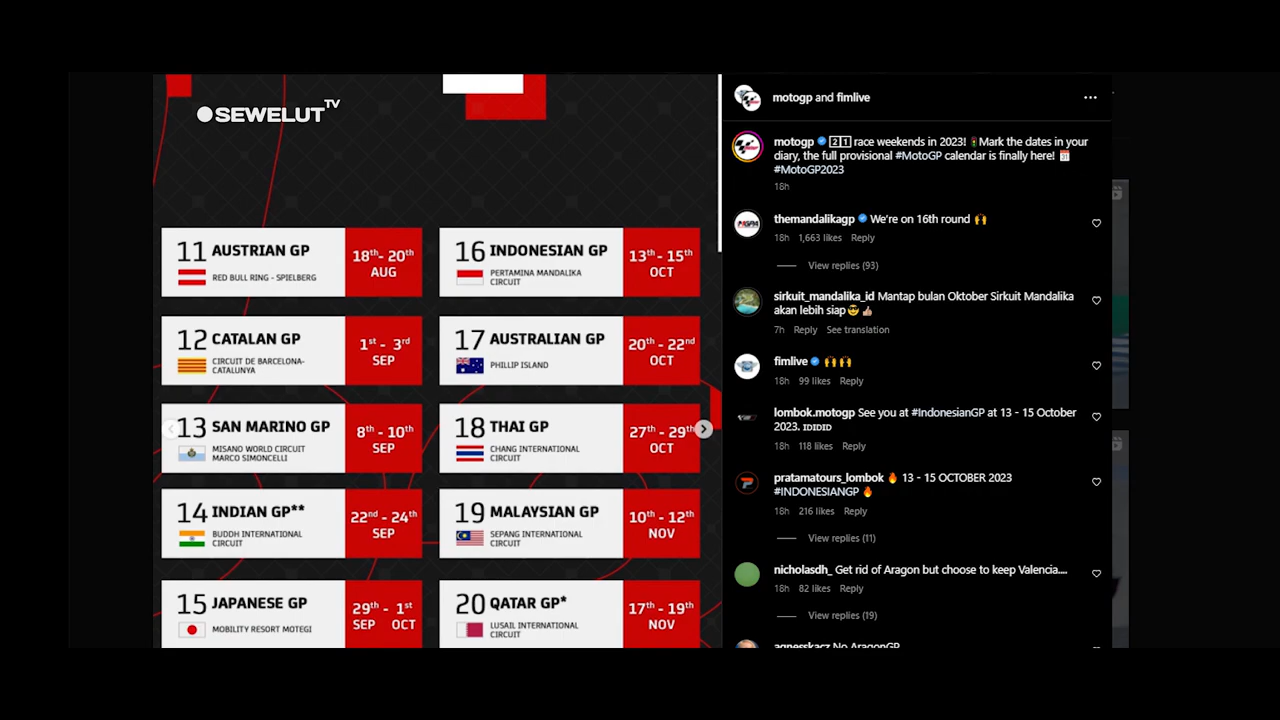 SEWELUT TV
11 AUSTRIAN GP
RED BULL RING - SPIELBERG
18th - 20th
AUG
12 CATALAN GP
CIRCUIT DE BARCELONA-
CATALUNYA
1st - 3rd
SEP
13 SAN MARINO GP
MISANO WORLD CIRCUIT
MARCO SIMONCELLI
8th - 10th
SEP
14 INDIAN GP**
BUDDH INTERNATIONAL
CIRCUIT
22nd - 24th
SEP
15 JAPANESE GP
MOBILITY RESORT MOTEGI
29th - 1st
SEP OCT
16 INDONESIAN GP
PERTAMINA MANDALIKA
CIRCUIT
13th - 15th
OCT
17 AUSTRALIAN GP
PHILLIP ISLAND
20th - 22nd
OCT
18 THAI GP
CHANG INTERNATIONAL
CIRCUIT
27th - 29th
OCT
19 MALAYSIAN GP
SEPANG INTERNATIONAL
CIRCUIT
10th - 12th
NOV
20 QATAR GP*
LUSAIL INTERNATIONAL
CIRCUIT
17th - 19th
NOV
motogp and fimlive
motogp 21 race weekends in 2023! 🚦Mark the dates in your
diary, the full provisional #MotoGP calendar is finally here! 📅
#MotoGP2023
18h
themandalikagp We're on 16th round 🙌
18h 1,663 likes Reply
View replies (93)
sirkuit_mandalika_id Mantap bulan Oktober Sirkuit Mandalika
akan lebih siap😎👍🏼
7h Reply See translation
fimlive 🙌🙌
18h 99 likes Reply
lombok.motogp See you at #IndonesianGP at 13 - 15 October
2023. ɪᴅɪᴅɪᴅ
18h 118 likes Reply
pratamatours_lombok 🔥 13 - 15 OCTOBER 2023
#INDONESIANGP 🔥
18h 216 likes Reply
View replies (11)
nicholasdh_ Get rid of Aragon but choose to keep Valencia....
18h 82 likes Reply
View replies (19)
agnesskacz No AragonGP